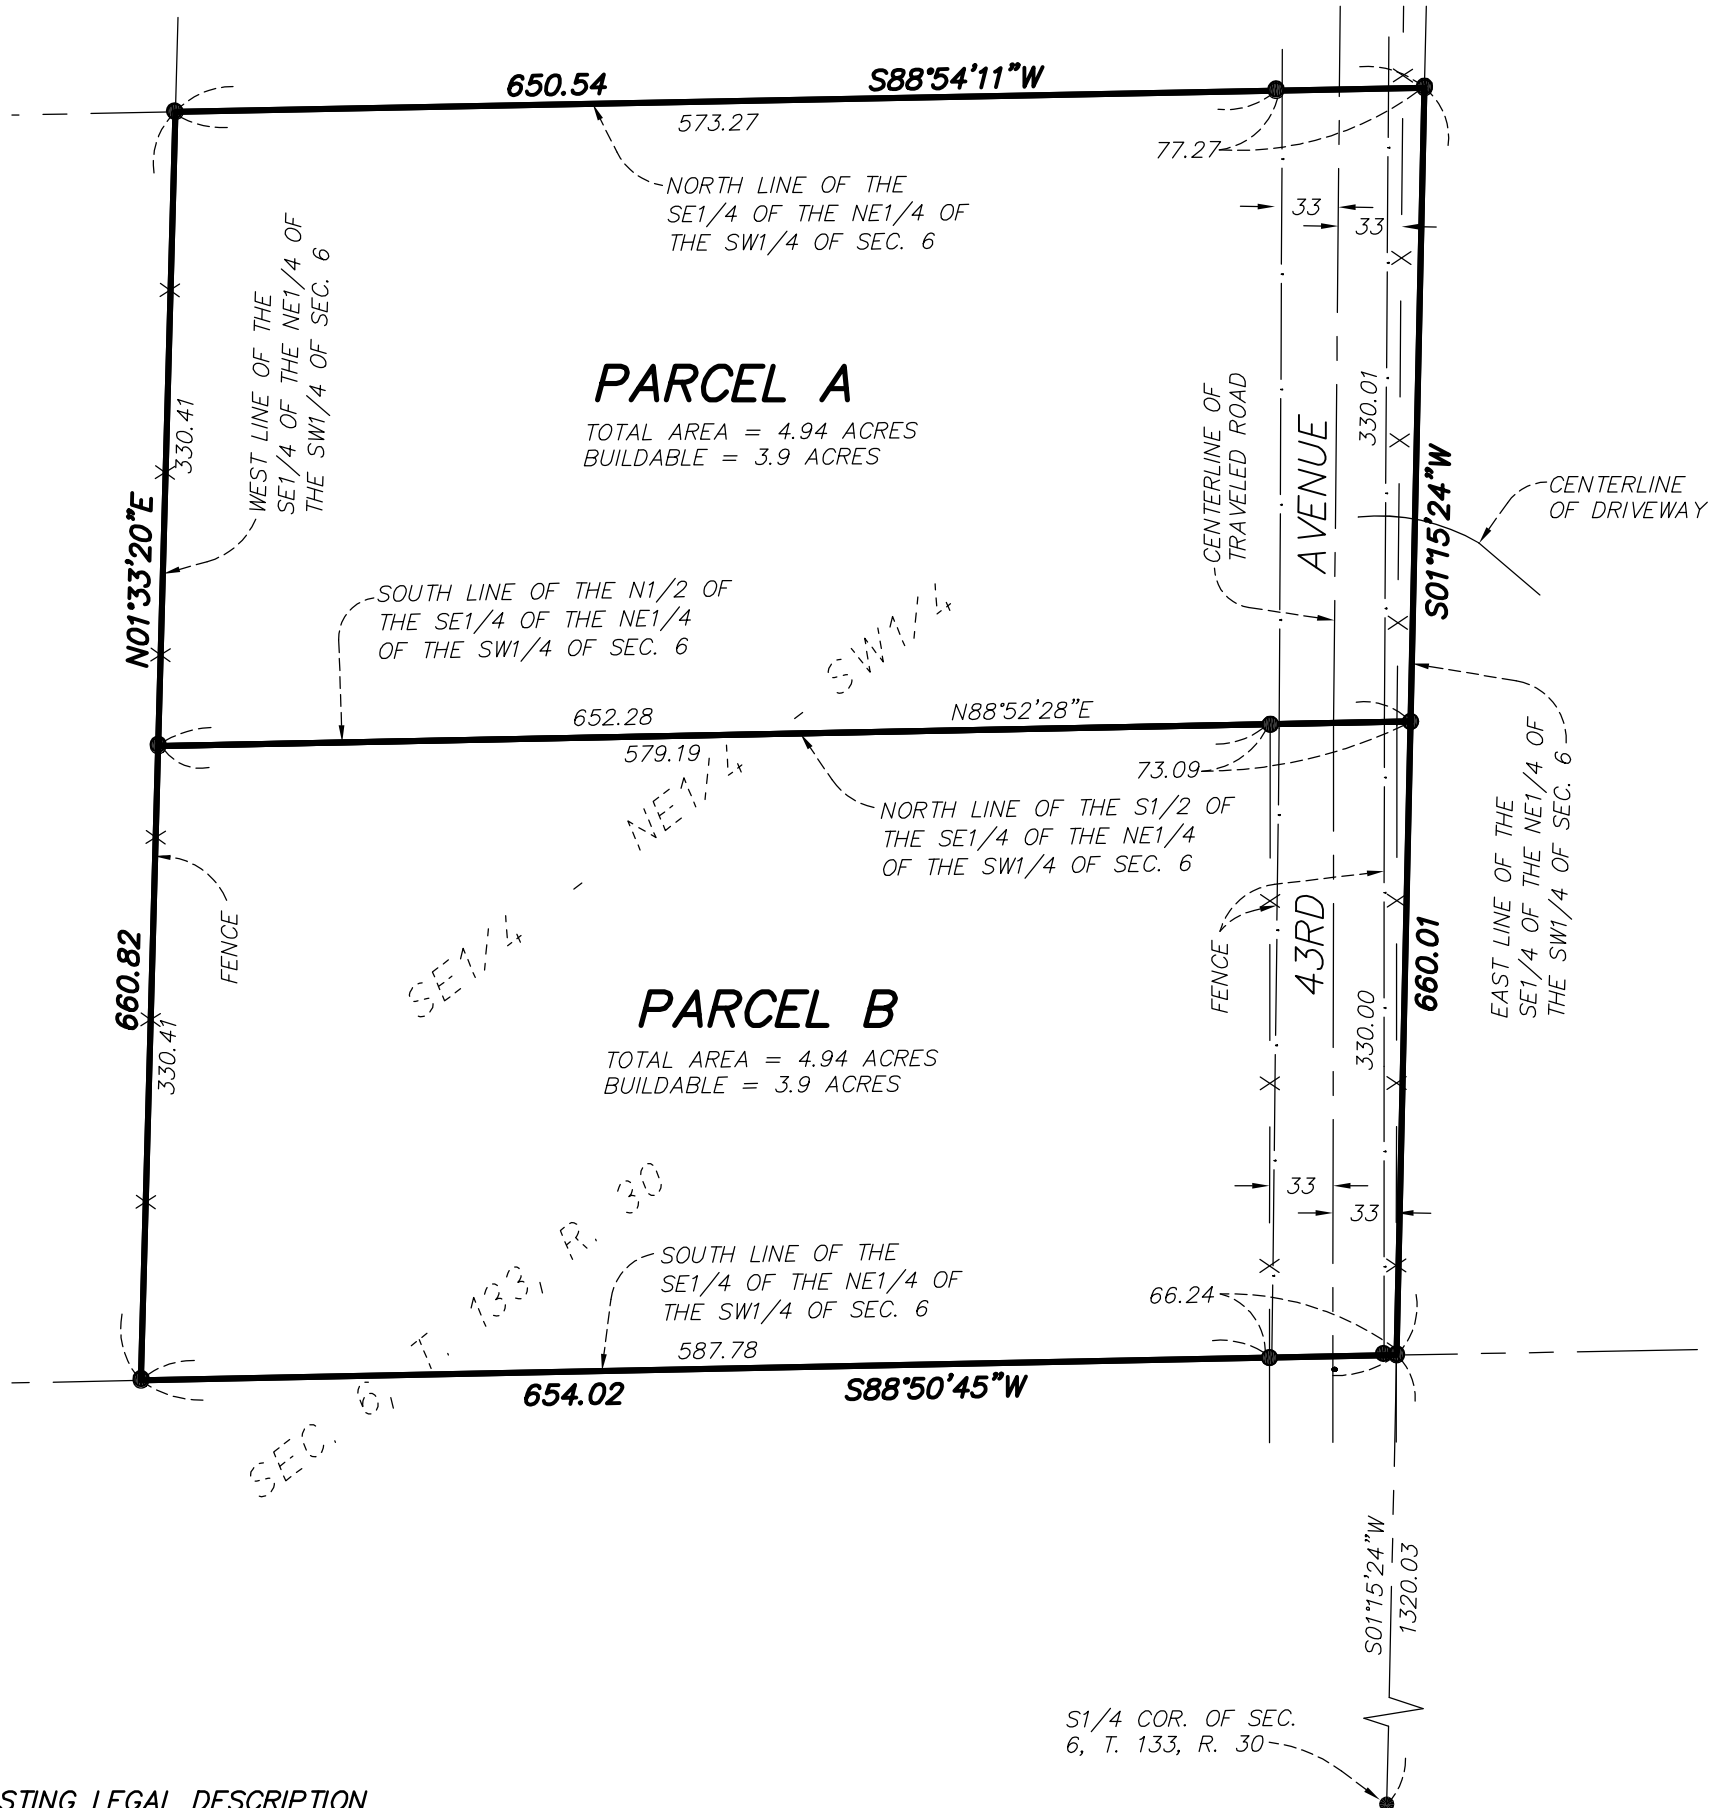 650.54
S88°54'11"W
573.27
77.27
NORTH LINE OF THE
SE1/4 OF THE NE1/4 OF
THE SW1/4 OF SEC. 6
33
33
WEST LINE OF THE
SE1/4 OF THE NE1/4 OF
THE SW1/4 OF SEC. 6
330.41
N01°33'20"E
PARCEL A
TOTAL AREA = 4.94 ACRES
BUILDABLE = 3.9 ACRES
CENTERLINE OF
TRAVELED ROAD
AVENUE
330.01
S01°15'24"W
CENTERLINE
OF DRIVEWAY
SOUTH LINE OF THE N1/2 OF
THE SE1/4 OF THE NE1/4
OF THE SW1/4 OF SEC. 6
652.28
N88°52'28"E
579.19
73.09
NORTH LINE OF THE S1/2 OF
THE SE1/4 OF THE NE1/4
OF THE SW1/4 OF SEC. 6
EAST LINE OF THE
SE1/4 OF THE NE1/4 OF
THE SW1/4 OF SEC. 6
SE1/4 - NE1/4 - SW1/4
FENCE
FENCE
43RD
660.82
330.41
660.01
330.00
PARCEL B
TOTAL AREA = 4.94 ACRES
BUILDABLE = 3.9 ACRES
33
33
SEC. 6, T. 133, R. 30
SOUTH LINE OF THE
SE1/4 OF THE NE1/4 OF
THE SW1/4 OF SEC. 6
66.24
587.78
654.02
S88°50'45"W
S01°15'24"W
1320.03
S1/4 COR. OF SEC.
6, T. 133, R. 30
STING LEGAL DESCRIPTION